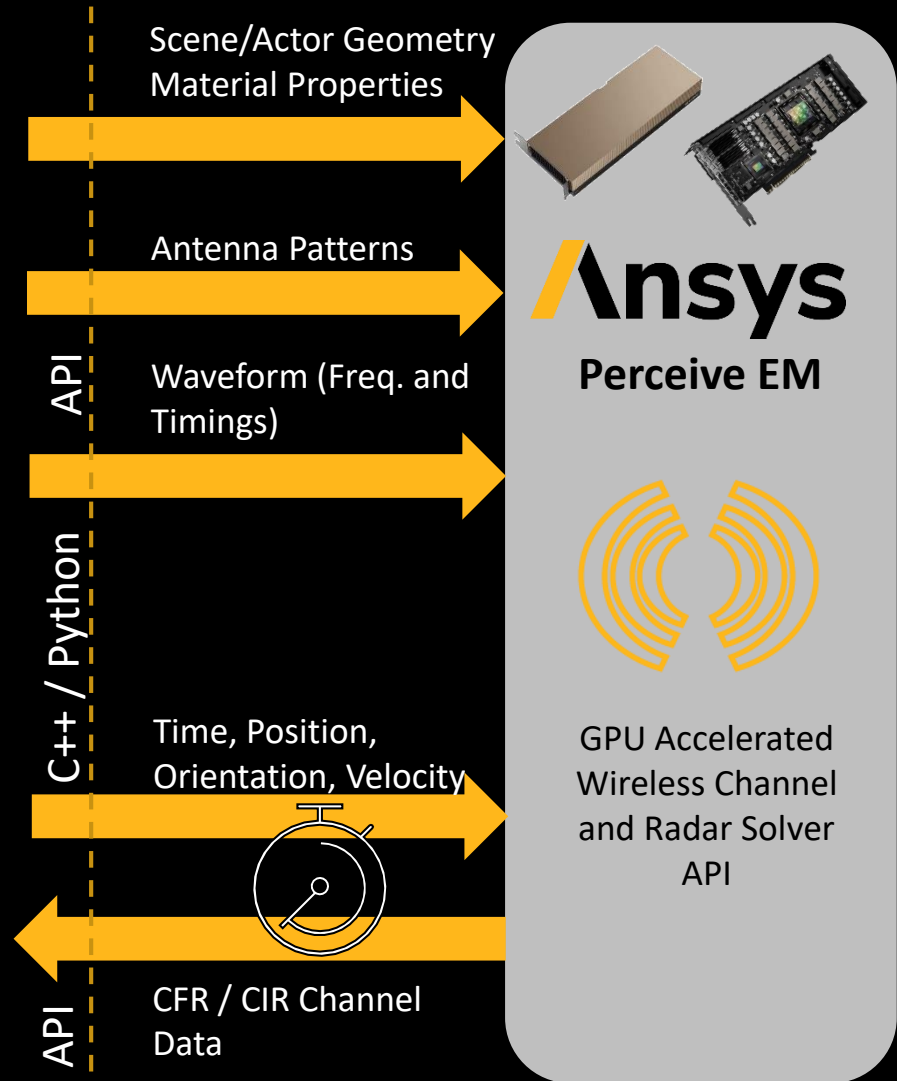 Scene/Actor Geometry
Material Properties
Antenna Patterns
Waveform (Freq. and
Timings)
Time, Position,
Orientation, Velocity
CFR / CIR Channel
Data
API
C++ / Python
API
Ansys
Perceive EM
GPU Accelerated
Wireless Channel
and Radar Solver
API